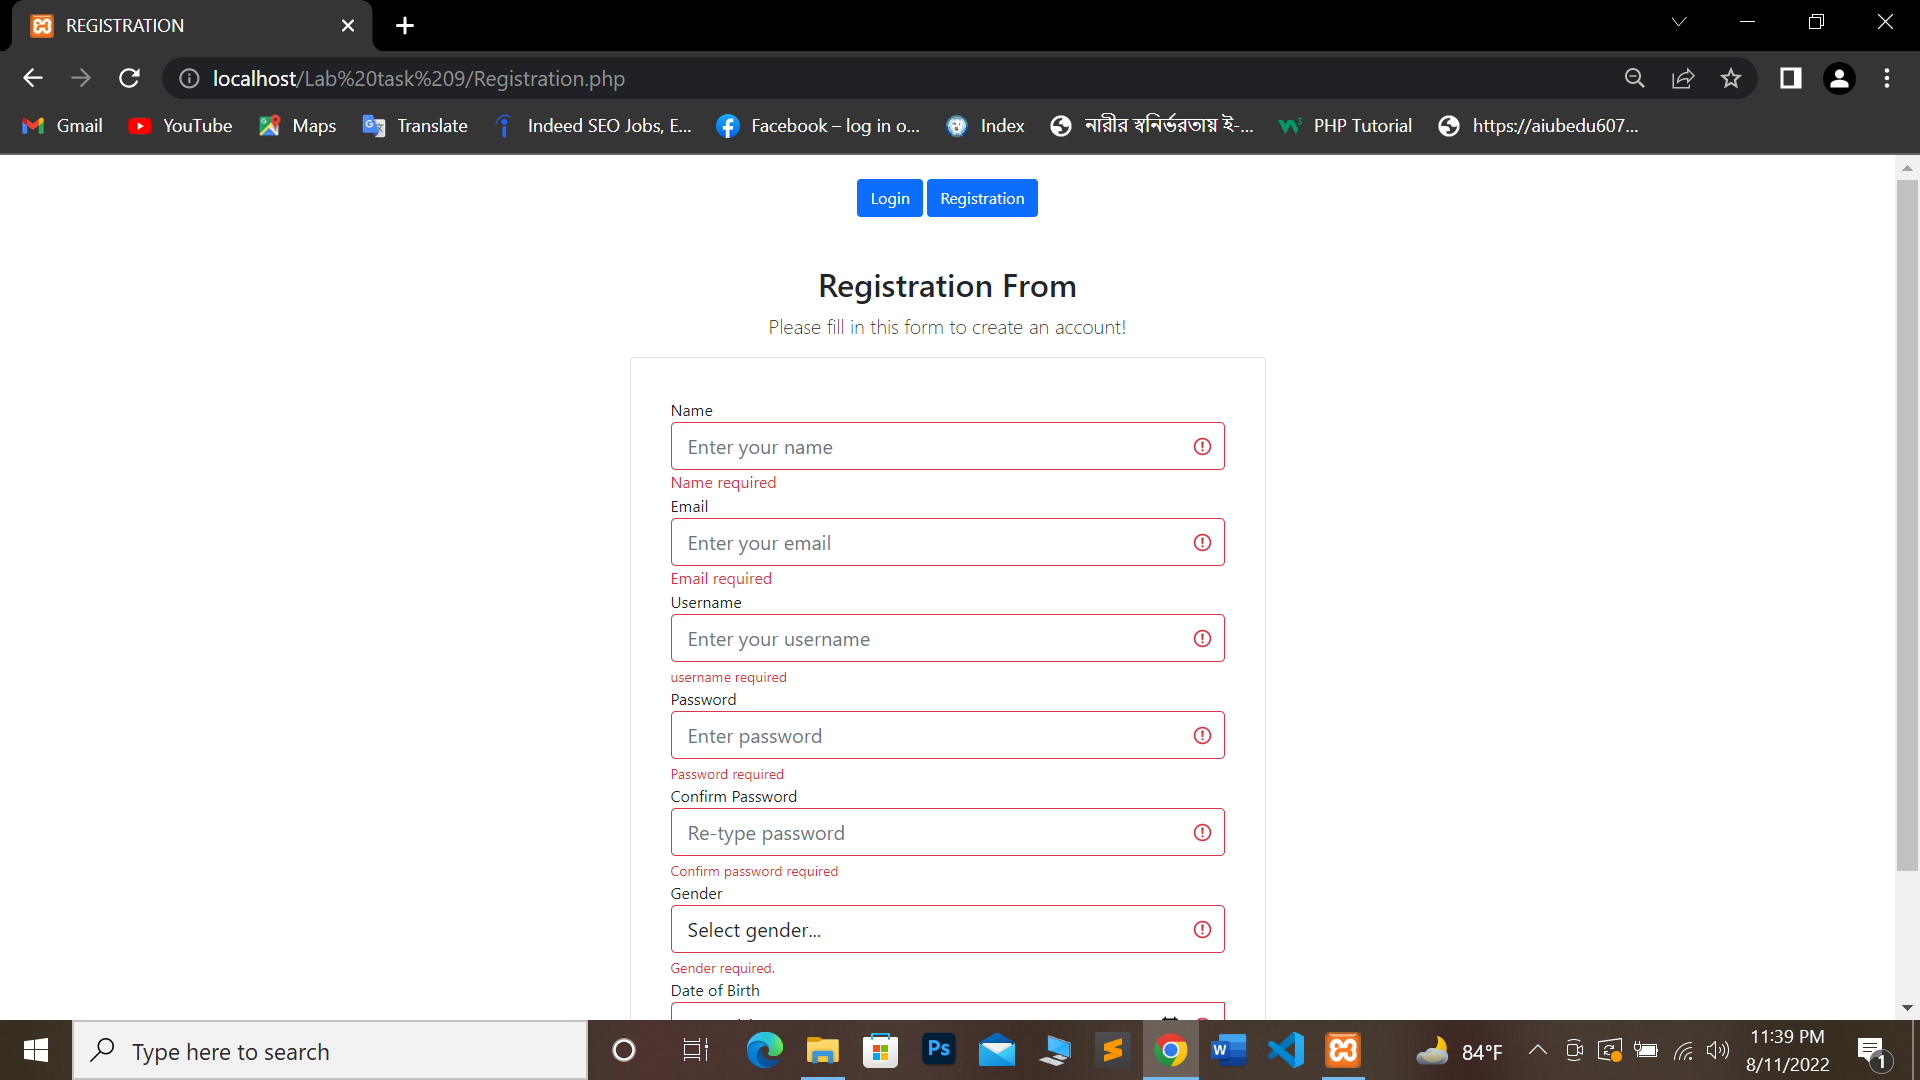 REGISTRATION
localhost/Lab%20task%209/Registration.php
Gmail YouTube Maps Translate Indeed SEO Jobs, E... Facebook – log in o... Index নারীর স্বনির্ভরতায় ই-... PHP Tutorial https://aiubedu607...
Login Registration
Registration From
Please fill in this form to create an account!
Name
Enter your name
Name required
Email
Enter your email
Email required
Username
Enter your username
username required
Password
Enter password
Password required
Confirm Password
Re-type password
Confirm password required
Gender
Select gender...
Gender required.
Date of Birth
Type here to search
Ps
W
84°F
11:39 PM
8/11/2022
1